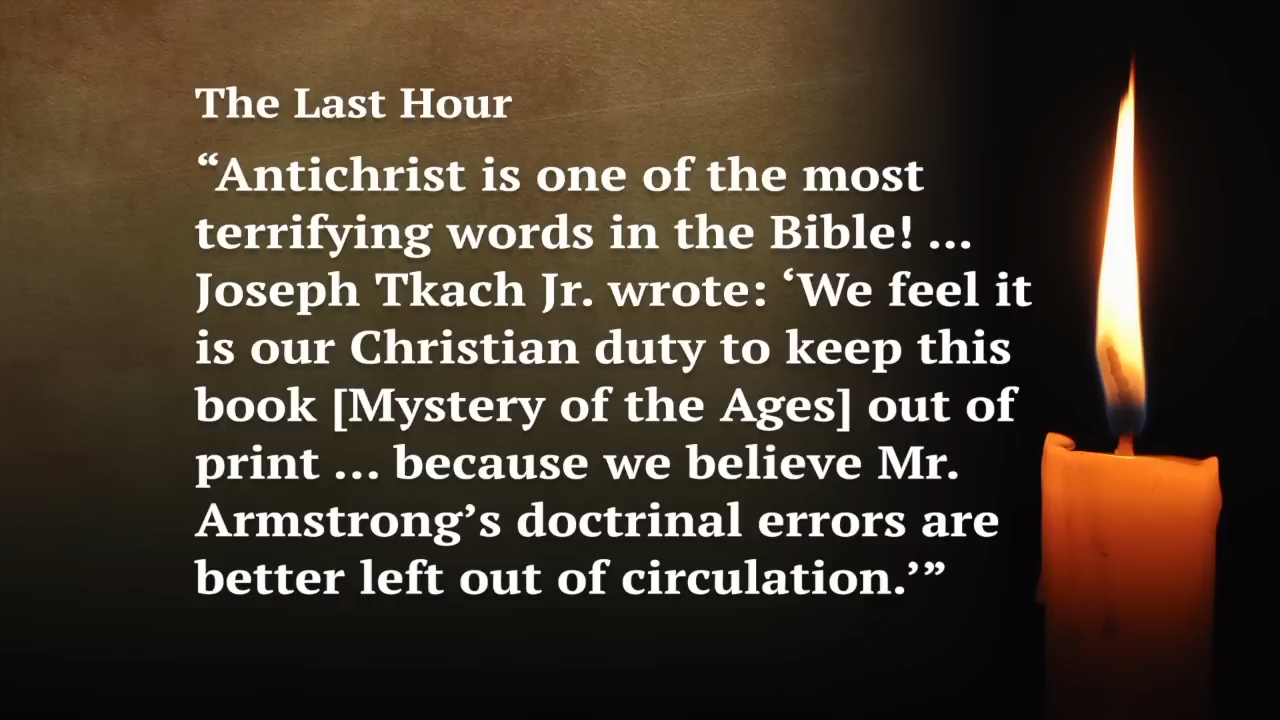 The Last Hour
“Antichrist is one of the most
terrifying words in the Bible! ...
Joseph Tkach Jr. wrote: ‘We feel it
is our Christian duty to keep this
book [Mystery of the Ages] out of
print ... because we believe Mr.
Armstrong’s doctrinal errors are
better left out of circulation.’”